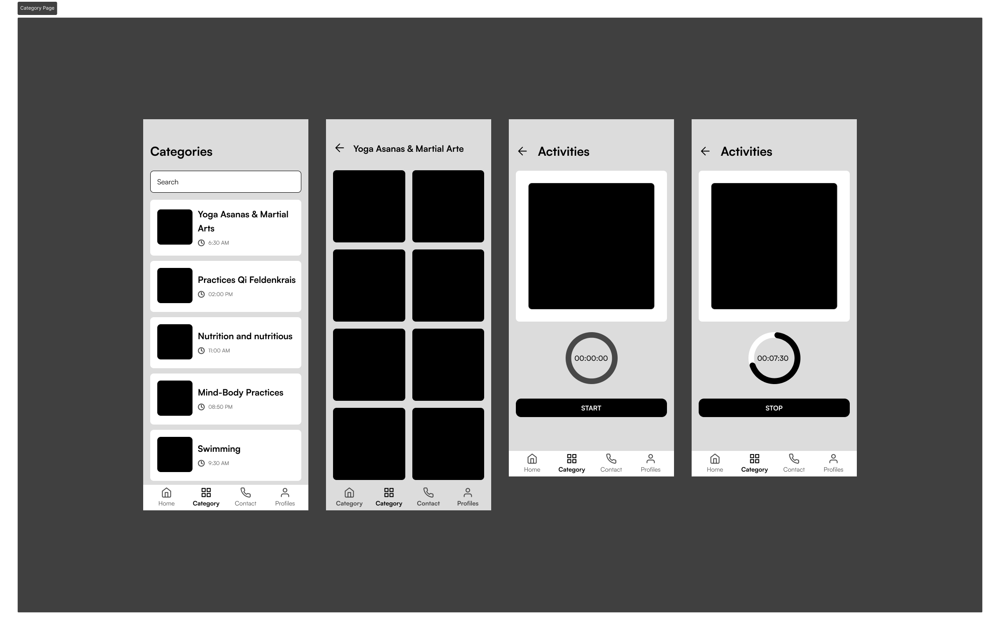 Category Page
Categories
Search
Yoga Asanas & Martial
Arts
6:30 AM
Practices Qi Feldenkrais
02:00 PM
Nutrition and nutritious
11:00 AM
Mind-Body Practices
08:50 PM
Swimming
9:30 AM
Home Category Contact Profiles
Yoga Asanas & Martial Arte
Category Category Contact Profiles
Activities
00:00:00
START
Home Category Contact Profiles
Activities
00:07:30
STOP
Home Category Contact Profiles